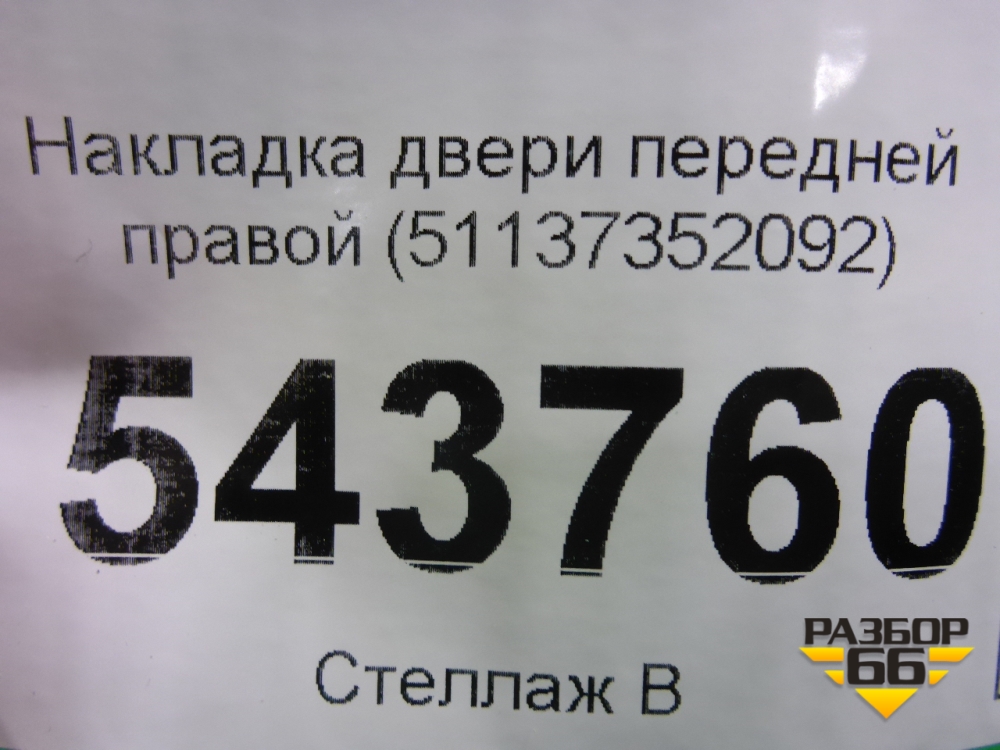 Накладка двери передней
правой (51137352092)
543760
Стеллаж В
РАЗБОР
66